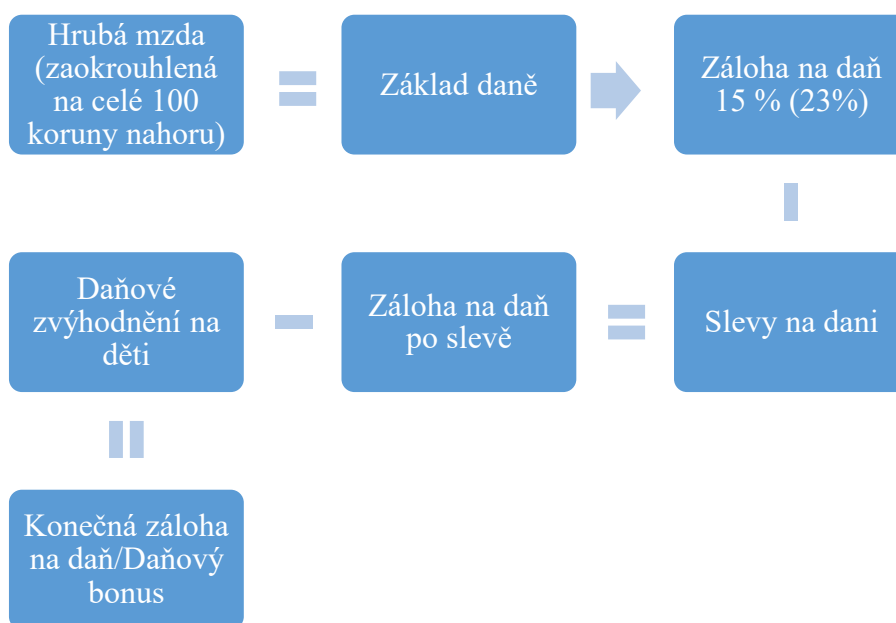 Hrubá mzda
(zaokrouhlená
na celé 100
koruny nahoru)
Základ daně
Záloha na daň
15 % (23%)
Slevy na dani
Záloha na daň
po slevě
Daňové
zvýhodnění na
děti
Konečná záloha
na daň/Daňový
bonus